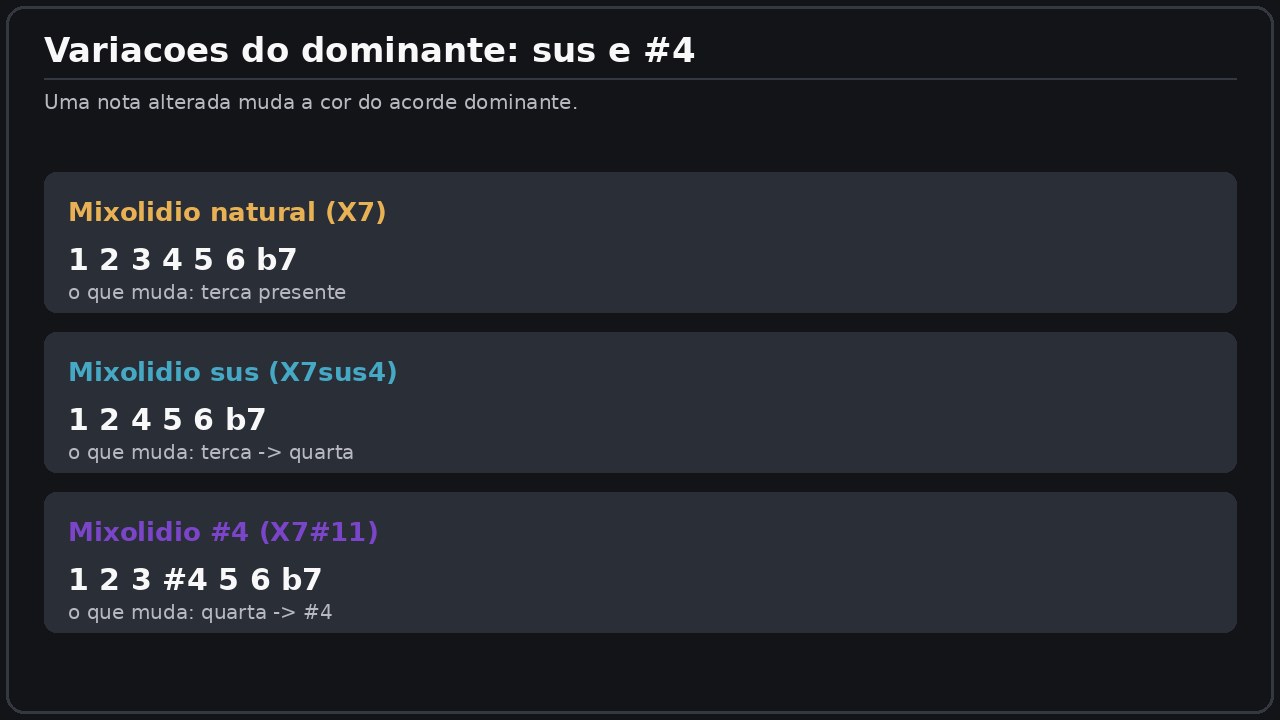 Variacoes do dominante: sus e #4
Uma nota alterada muda a cor do acorde dominante.
Mixolidio natural (X7)
1 2 3 4 5 6 b7
o que muda: terca presente
Mixolidio sus (X7sus4)
1 2 4 5 6 b7
o que muda: terca -> quarta
Mixolidio #4 (X7#11)
1 2 3 #4 5 6 b7
o que muda: quarta -> #4